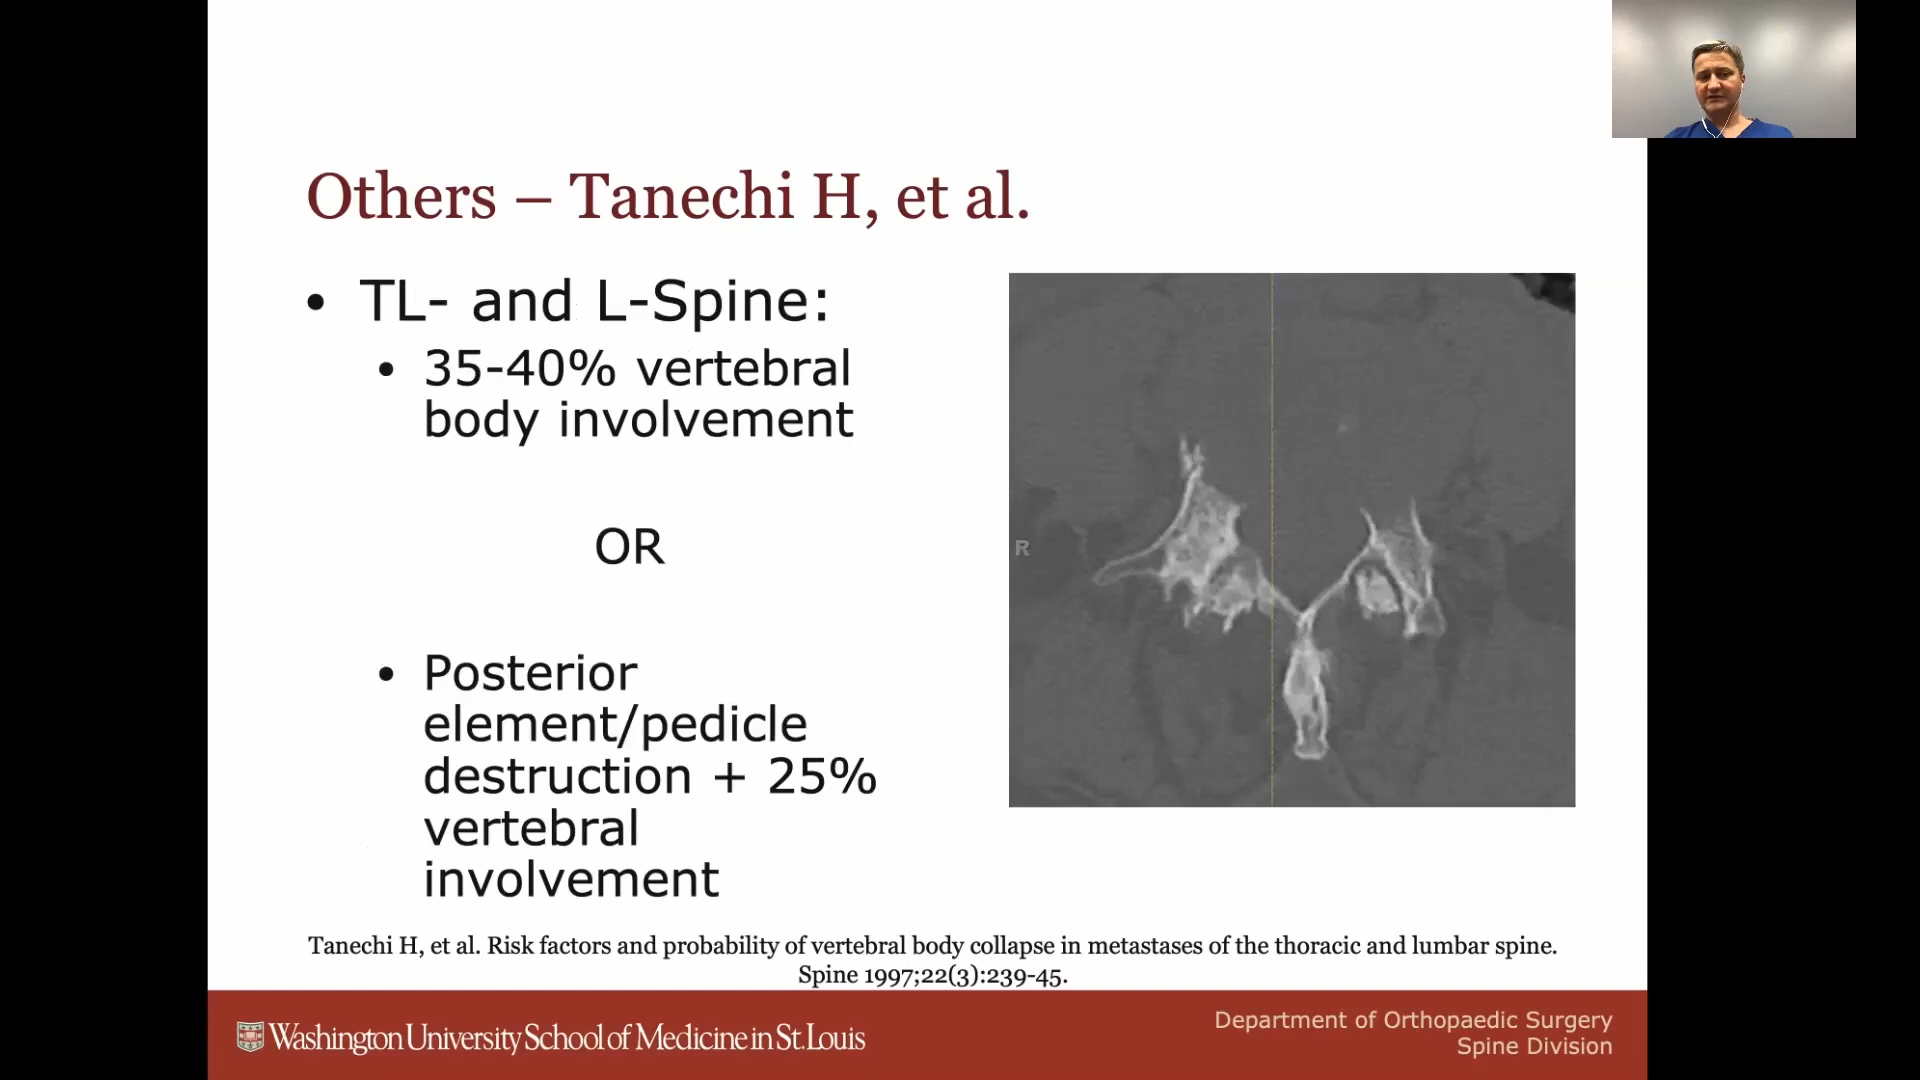 Others – Tanechi H, et al.
• TL- and L-Spine:
• 35-40% vertebral
body involvement
OR
• Posterior
element/pedicle
destruction + 25%
vertebral
involvement
R
Tanechi H, et al. Risk factors and probability of vertebral body collapse in metastases of the thoracic and lumbar spine.
Spine 1997;22(3):239-45.
Washington University School of Medicine in St. Louis
Department of Orthopaedic Surgery
Spine Division